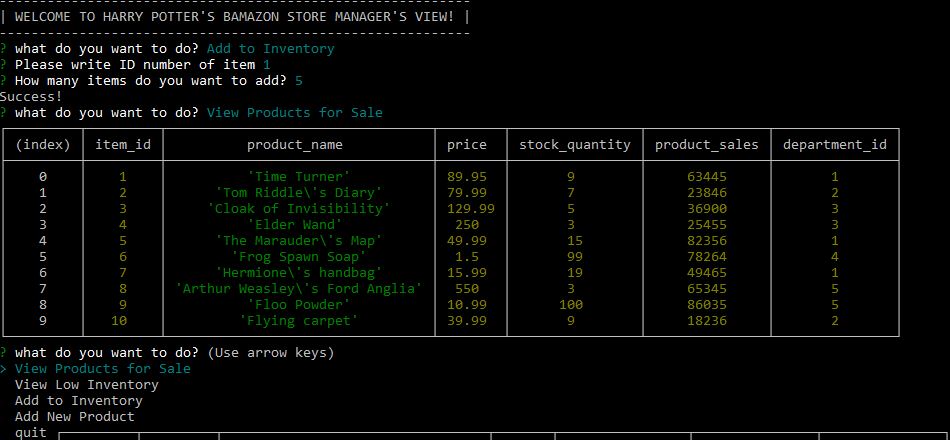 | WELCOME TO HARRY POTTER'S BAMAZON STORE MANAGER'S VIEW! |
? what do you want to do? Add to Inventory
? Please write ID number of item 1
? How many items do you want to add? 5
Success!
? what do you want to do? View Products for Sale
(index) item_id product_name price stock_quantity product_sales department_id
0 1 'Time Turner' 89.95 9 63445 1
1 2 'Tom Riddle\'s Diary' 79.99 7 23846 2
2 3 'Cloak of Invisibility' 129.99 5 36900 3
3 4 'Elder Wand' 250 3 25455 3
4 5 'The Marauder\'s Map' 49.99 15 82356 1
5 6 'Frog Spawn Soap' 1.5 99 78264 4
6 7 'Hermione\'s handbag' 15.99 19 49465 1
7 8 'Arthur Weasley\'s Ford Anglia' 550 3 65345 5
8 9 'Floo Powder' 10.99 100 86035 5
9 10 'Flying carpet' 39.99 9 18236 2
? what do you want to do? (Use arrow keys)
> View Products for Sale
View Low Inventory
Add to Inventory
Add New Product
quit